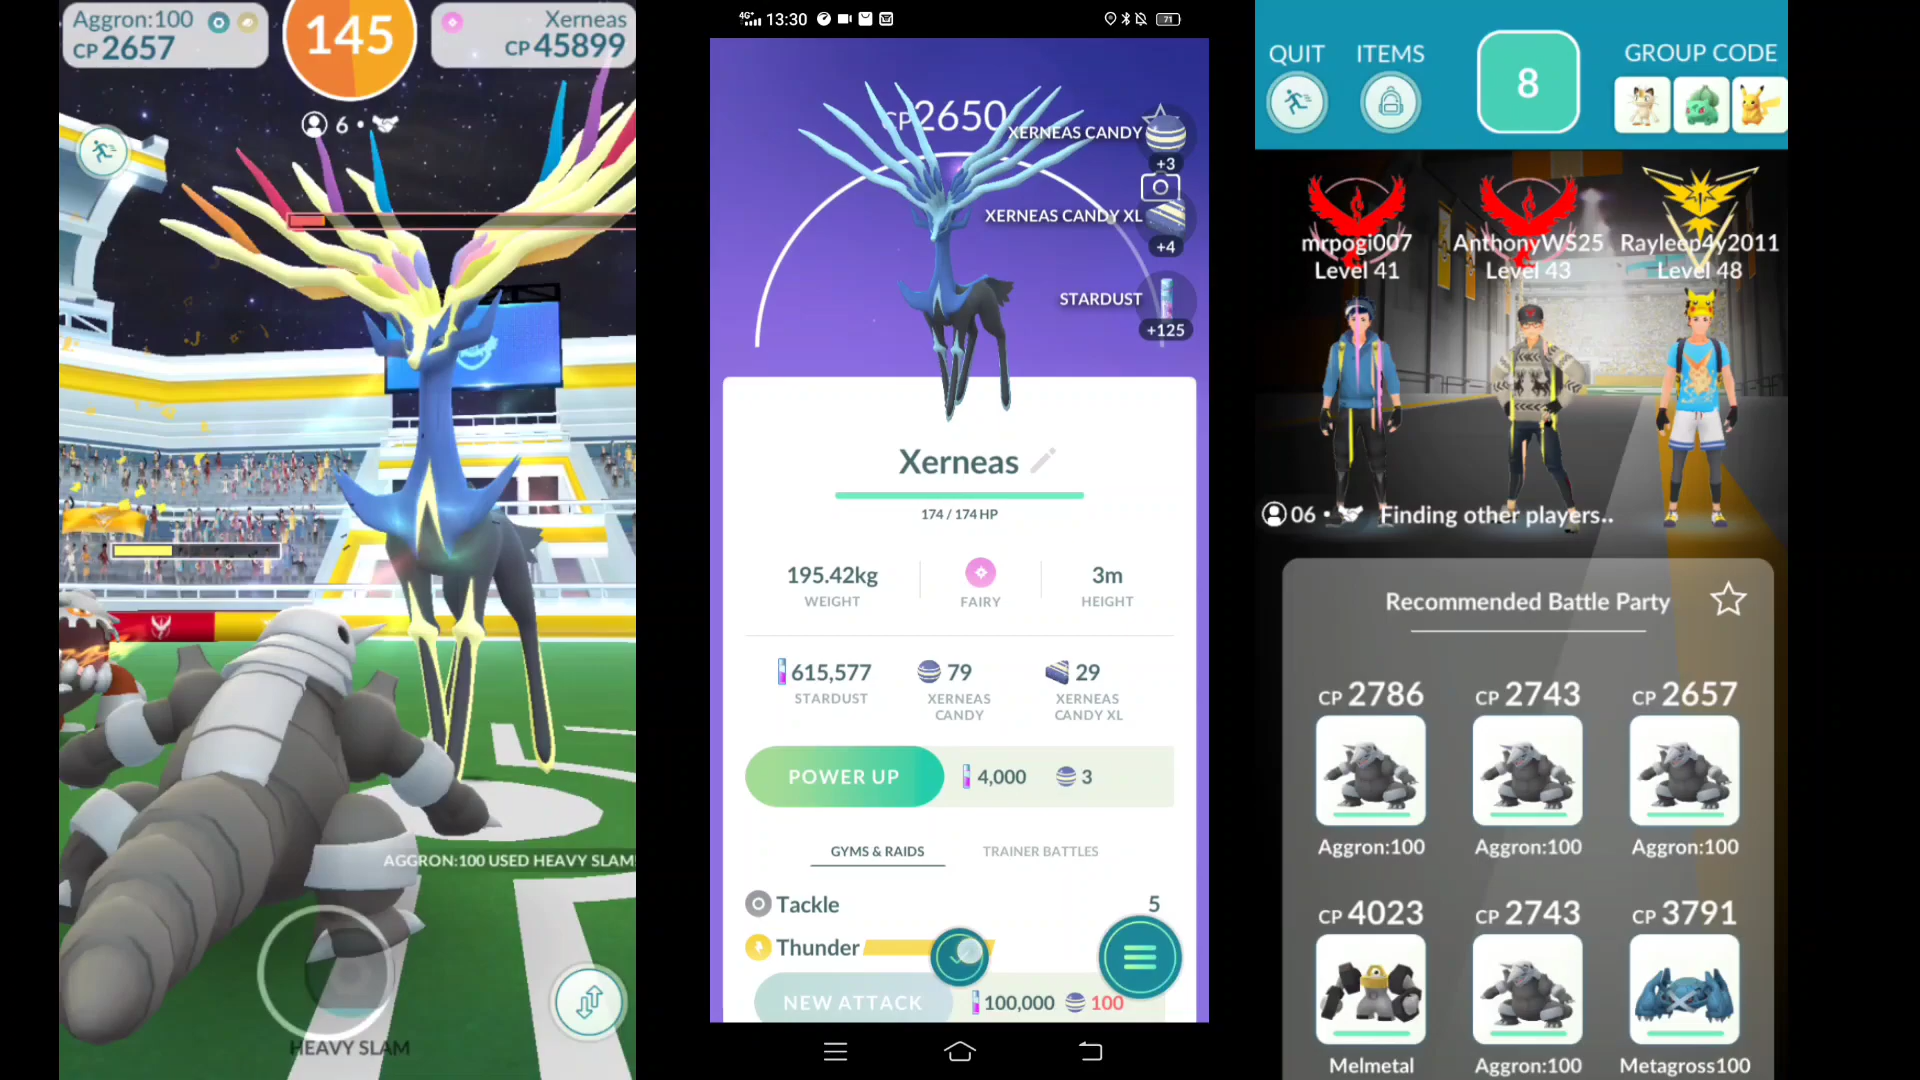 Aggron:100
CP 2657
145
Xerneas
CP 45899
6 •
AGGRON:100 USED HEAVY SLAM!
HEAVY SLAM
4G+ 13:30
71
CP2650
XERNEAS CANDY
+3
XERNEAS CANDY XL
+4
STARDUST
+125
Xerneas
174 / 174 HP
195.42kg
WEIGHT
FAIRY
3m
HEIGHT
615,577
STARDUST
79
XERNEAS
CANDY
29
XERNEAS
CANDY XL
POWER UP
4,000
3
GYMS & RAIDS
TRAINER BATTLES
Tackle
5
Thunder
NEW ATTACK
100,000
100
QUIT
ITEMS
8
GROUP CODE
mrpogi007
Level 41
AnthonyWS25
Level 43
Rayleep4y2011
Level 48
06 •
Finding other players..
Recommended Battle Party
CP 2786
CP 2743
CP 2657
Aggron:100
Aggron:100
Aggron:100
CP 4023
CP 2743
CP 3791
Melmetal
Aggron:100
Metagross100